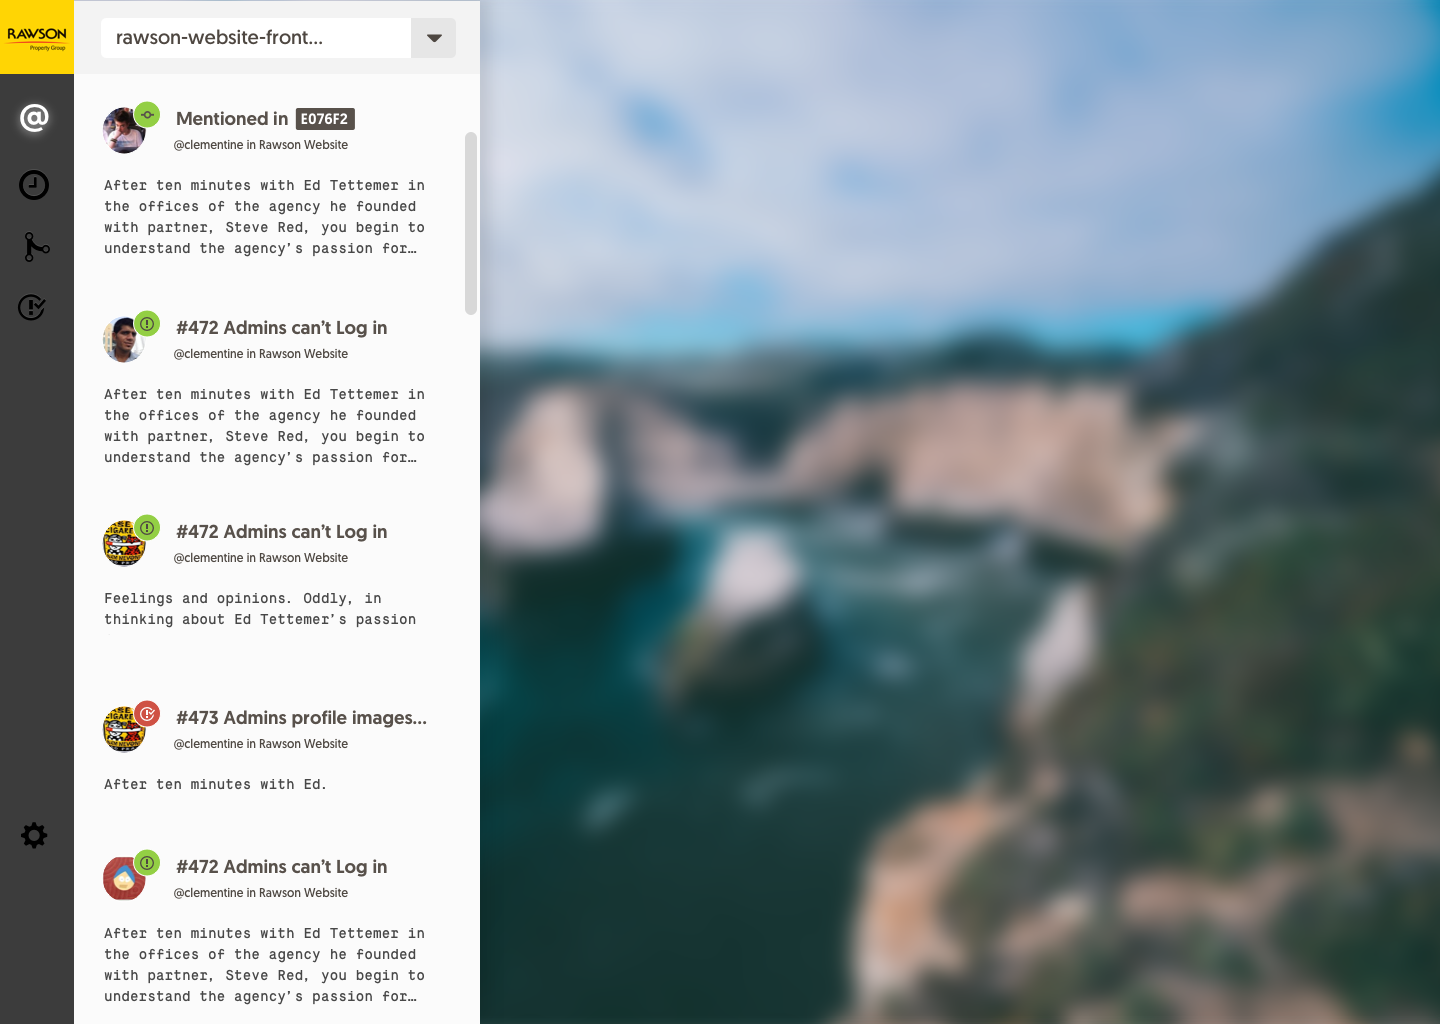 RAWSON
Property Group
rawson-website-front...
@
Mentioned in E076F2
@clementine in Rawson Website
After ten minutes with Ed Tettemer in
the offices of the agency he founded
with partner, Steve Red, you begin to
understand the agency’s passion for…
#472 Admins can’t Log in
@clementine in Rawson Website
After ten minutes with Ed Tettemer in
the offices of the agency he founded
with partner, Steve Red, you begin to
understand the agency’s passion for…
#472 Admins can’t Log in
@clementine in Rawson Website
Feelings and opinions. Oddly, in
thinking about Ed Tettemer’s passion
#473 Admins profile images...
@clementine in Rawson Website
After ten minutes with Ed.
#472 Admins can’t Log in
@clementine in Rawson Website
After ten minutes with Ed Tettemer in
the offices of the agency he founded
with partner, Steve Red, you begin to
understand the agency’s passion for…